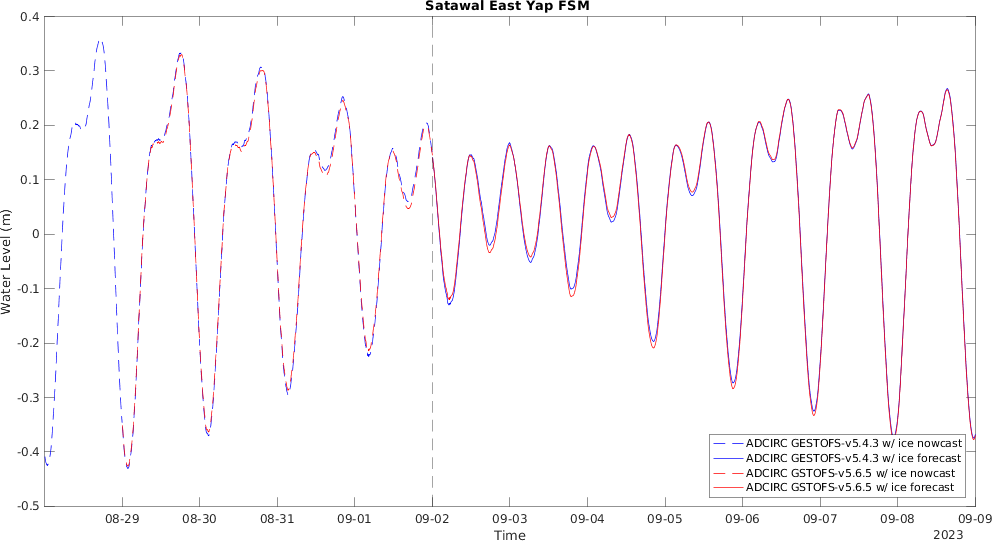 Satawal East Yap FSM
0.4
0.3
0.2
0.1
0
-0.1
-0.2
-0.3
-0.4
-0.5
Water Level (m)
ADCIRC GESTOFS-v5.4.3 w/ ice nowcast
ADCIRC GESTOFS-v5.4.3 w/ ice forecast
ADCIRC GSTOFS-v5.6.5 w/ ice nowcast
ADCIRC GSTOFS-v5.6.5 w/ ice forecast
08-29 08-30 08-31 09-01 09-02 09-03 09-04 09-05 09-06 09-07 09-08 09-09
Time
2023